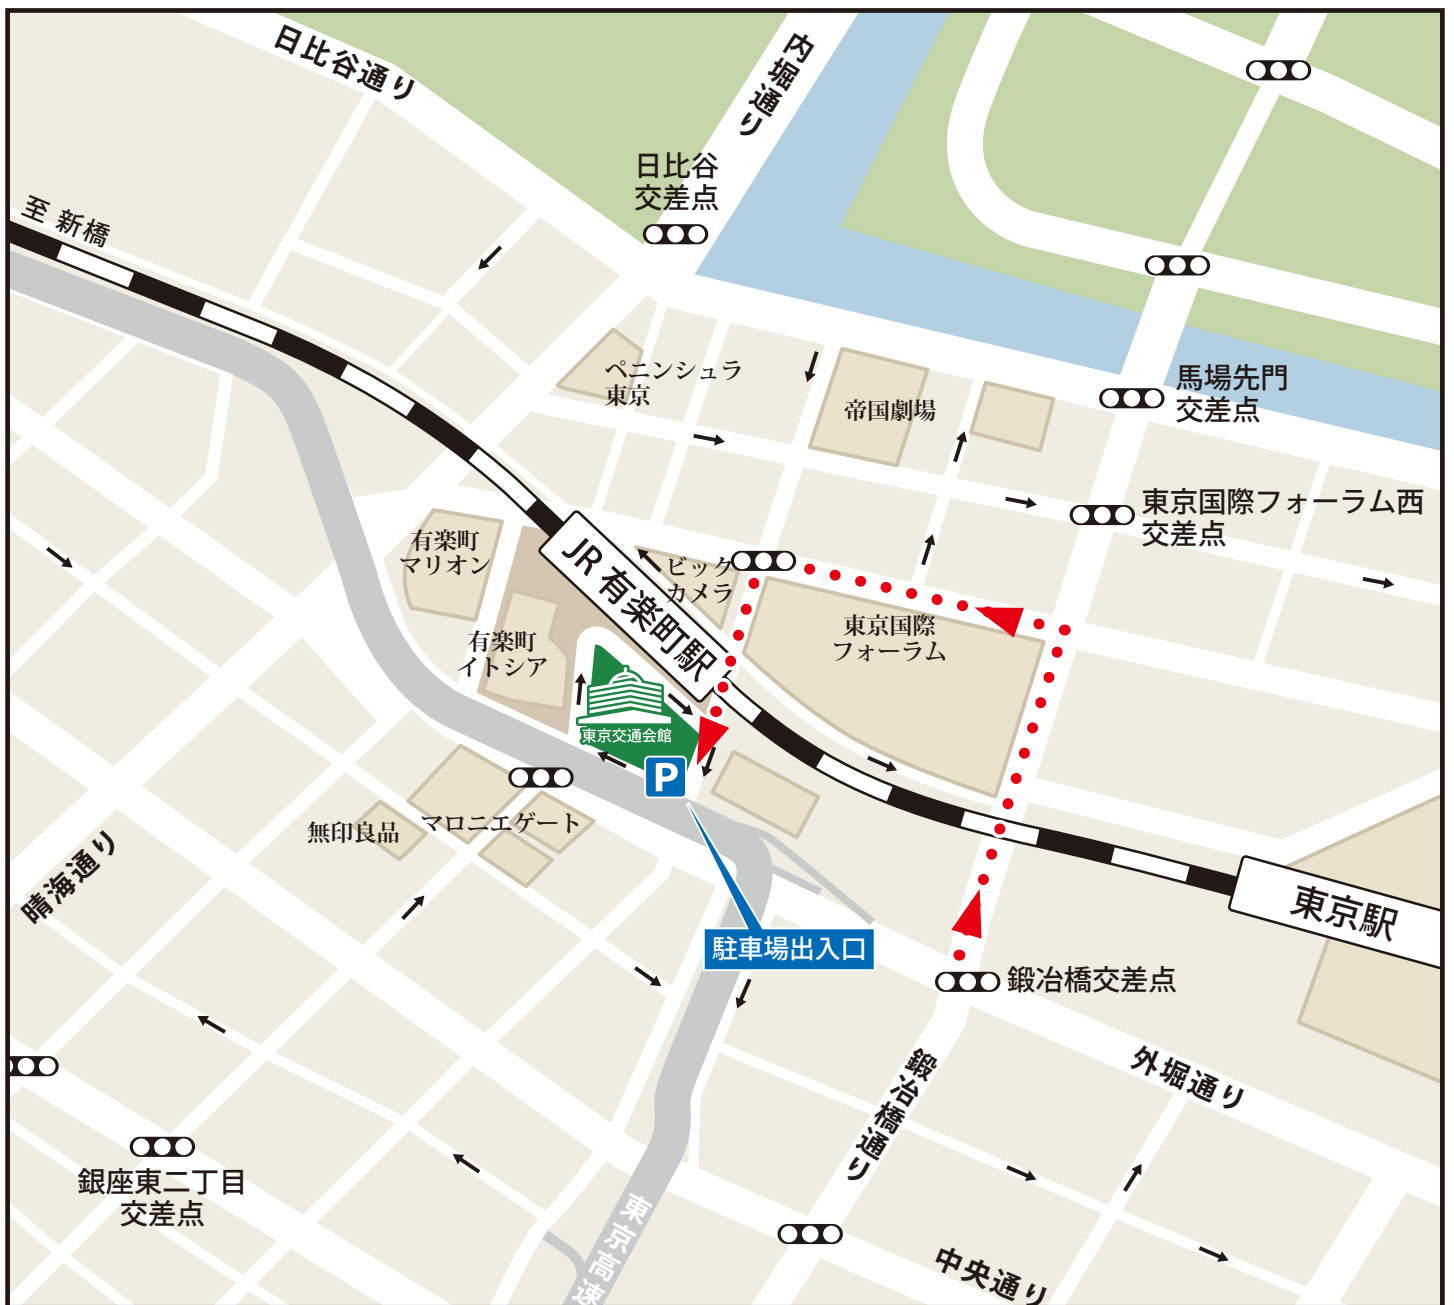 日比谷通り
内堀通り
日比谷
交差点
至 新橋
ペニンシュラ
東京
帝国劇場
馬場先門
交差点
東京国際フォーラム西
交差点
有楽町
マリオン
JR 有楽町駅
ビック
カメラ
東京国際
フォーラム
有楽町
イトシア
東京交通会館
P
無印良品
マロニエゲート
晴海通り
東京駅
駐車場出入口
鍛冶橋交差点
鍛冶橋通り
外堀通り
銀座東二丁目
交差点
東京高速
中央通り